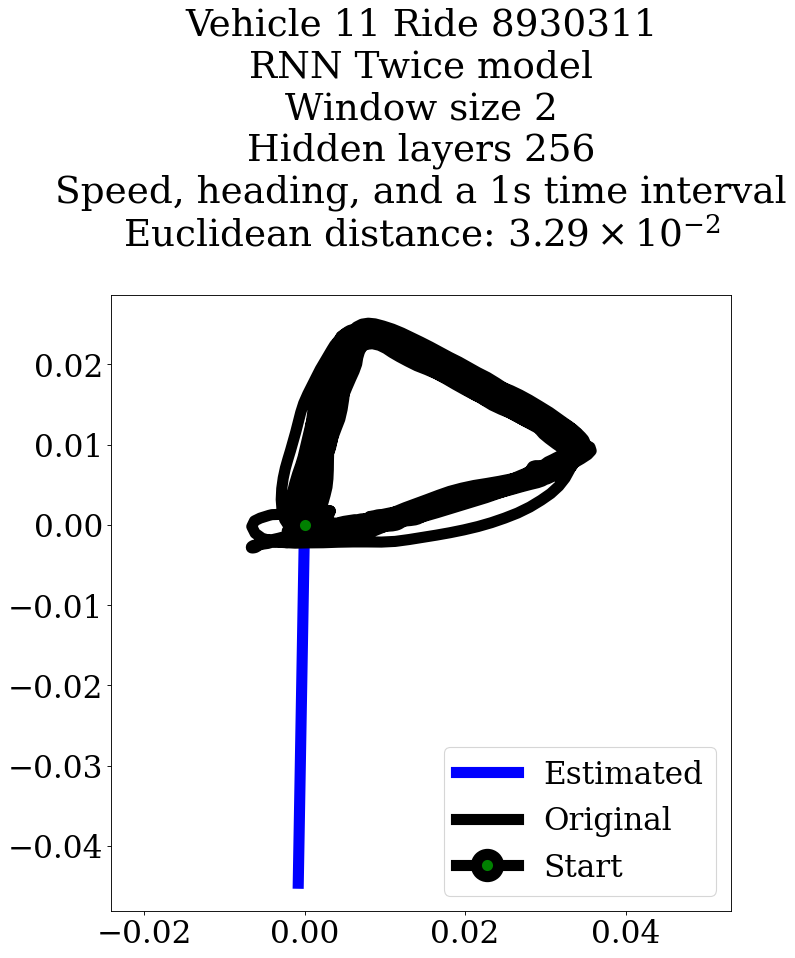 Vehicle 11 Ride 8930311
RNN Twice model
Window size 2
Hidden layers 256
Speed, heading, and a 1s time interval
Euclidean distance: 3.29 × 10⁻²
0.02
0.01
0.00
−0.01
−0.02
−0.03
−0.04
Estimated
Original
Start
−0.02 0.00 0.02 0.04